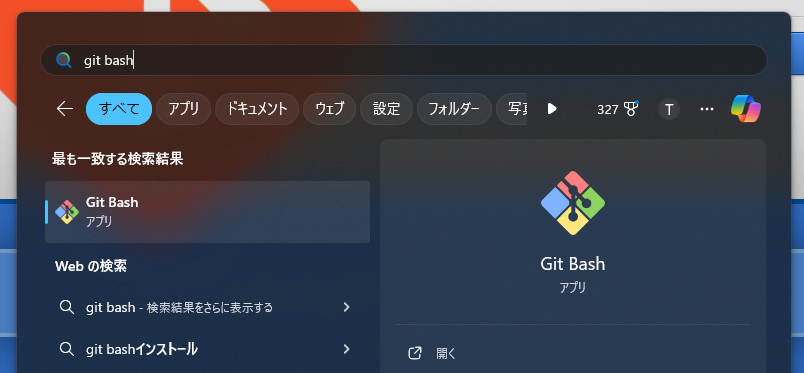 git bash
すべて アプリ ドキュメント ウェブ 設定 フォルダー 写真 327 T ...
最も一致する検索結果
Git Bash
アプリ
Web の検索
git bash - 検索結果をさらに表示する
git bashインストール
Git Bash
アプリ
開く